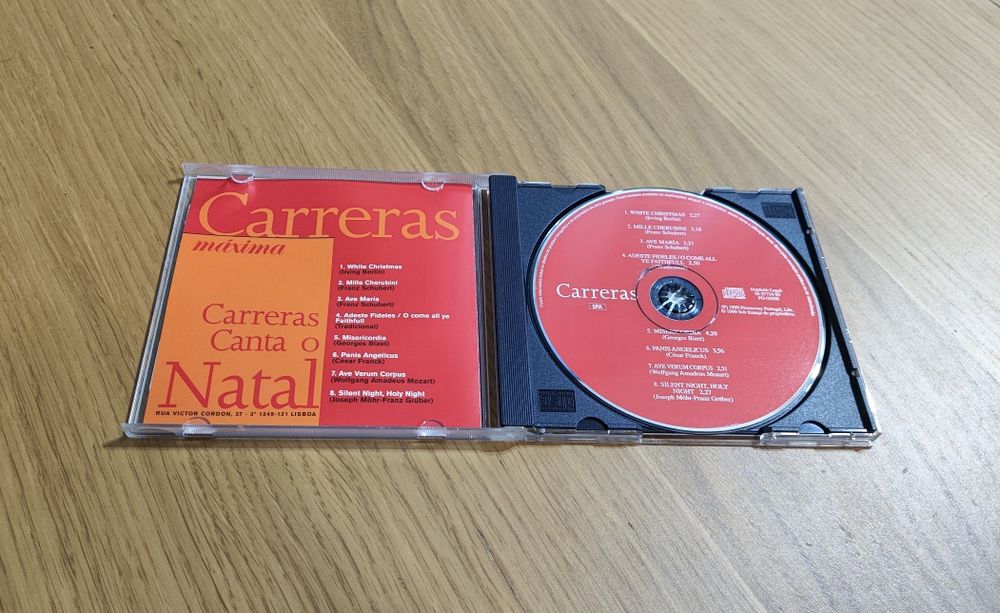 Carreras
máxima
Carreras
Canta o
Natal
RUA VICTOR CORDON, 37 - 3º 1249-121 LISBOA
1. White Christmas
(Irving Berlin)
2. Mille Cherubini
(Franz Schubert)
3. Ave Maria
(Franz Schubert)
4. Adeste Fideles / O come all ye
Faithfull
(Tradicional)
5. Misericordia
(Georges Bizet)
6. Panis Angelicus
(Cesar Franck)
7. Ave Verum Corpus
(Wolfgang Amadeus Mozart)
8. Silent Night, Holy Night
(Joseph Möhr-Franz Grüber)
1. WHITE CHRISTMAS 2,27
(Irving Berlin)
2. MILLE CHERUBINI 3,18
(Franz Schubert)
3. AVE MARÍA 2,21
(Franz Schubert)
4. ADESTE FIDELES / O COME ALL
YE FAITHFULL 2,50
Carreras
SPA
5. MISERICORDIA 4,28
(Georges Bizet)
6. PANIS ANGELICUS 3,56
(César Franck)
7. AVE VERUM CORPUS 2,31
(Wolfgang Amadeus Mozart)
8. SILENT NIGHT, HOLY
NIGHT 2,27
(Joseph Möhr-Franz Grüber)
Depósito Legal: